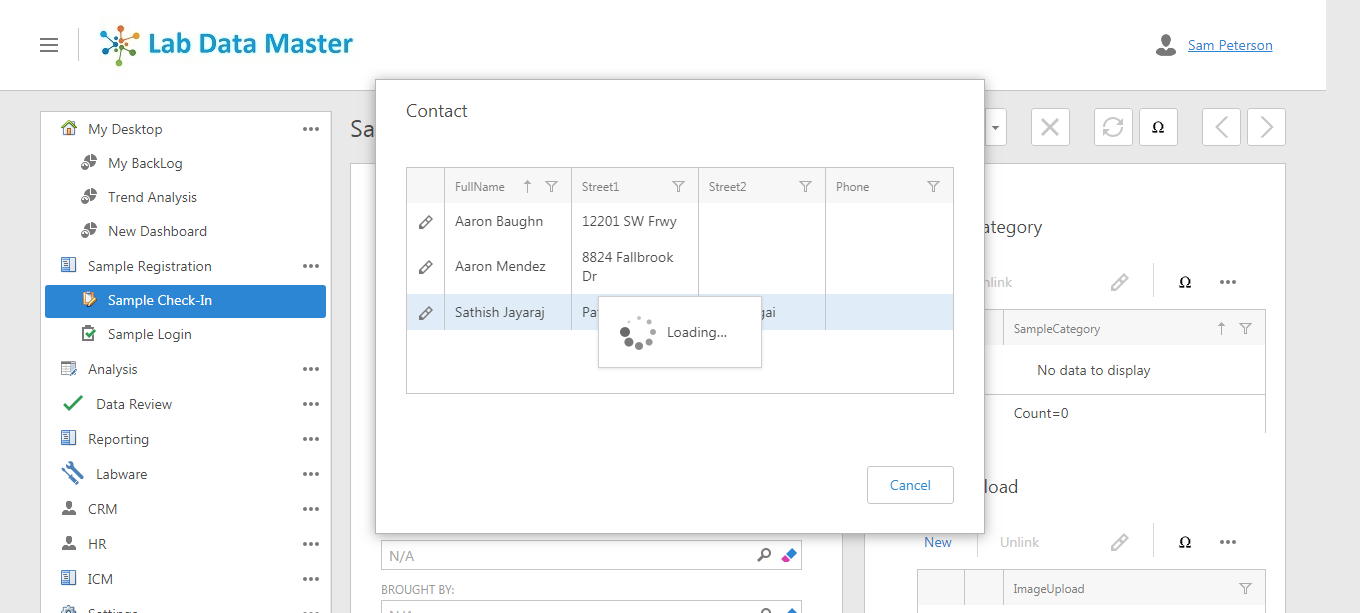 Lab Data Master
Sam Peterson
My Desktop
My BackLog
Trend Analysis
New Dashboard
Sample Registration
Sample Check-In
Sample Login
Analysis
Data Review
Reporting
Labware
CRM
HR
ICM
Settings
Sa
Contact
FullName Street1 Street2 Phone
Aaron Baughn 12201 SW Frwy
Aaron Mendez 8824 Fallbrook
Dr
Sathish Jayaraj Pa gai
Loading...
Cancel
N/A
BROUGHT BY:
N/A
ategory
nlink
Ω
SampleCategory
No data to display
Count=0
load
New Unlink Ω
ImageUpload
Ω